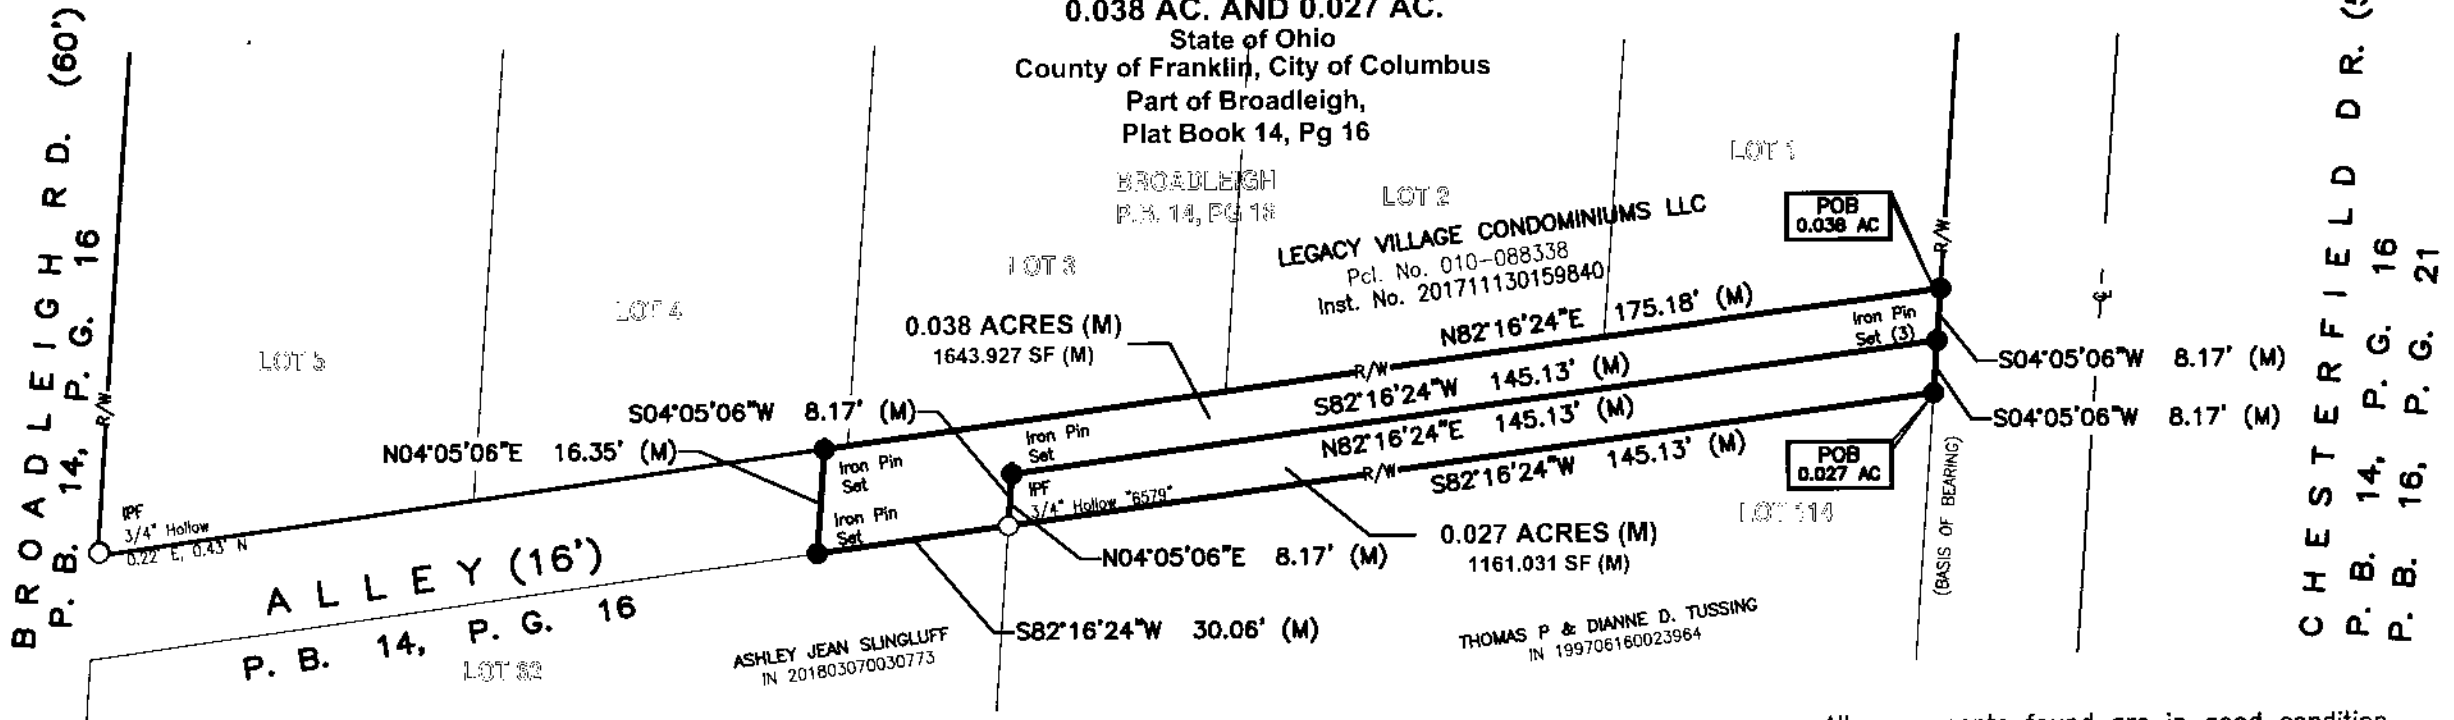 0.038 AC. AND 0.027 AC.
State of Ohio
County of Franklin, City of Columbus
Part of Broadleigh,
Plat Book 14, Pg 16
BROADLEIGH RD. (60')
P. B. 14, P. G. 16
R/W
LOT 5
LOT 4
LOT 3
BROADLEIGH
P.B. 14, PG
LOT 2
LOT 1
LEGACY VILLAGE CONDOMINIUMS LLC
Pcl. No. 010-088338
Inst. No. 201711130159840
POB
0.038 AC
R/W
0.038 ACRES (M)
1643.927 SF (M)
N82°16'24"E 175.18' (M)
R/W
S82°16'24"W 145.13' (M)
N82°16'24"E 145.13' (M)
R/W
S82°16'24"W 145.13' (M)
Iron Pin
Set (3)
S04°05'06"W 8.17' (M)
S04°05'06"W 8.17' (M)
S04°05'06"W 8.17' (M)
N04°05'06"E 16.35' (M)
Iron Pin
Set
Iron Pin
Set
Iron Pin
Set
IPF
3/4" Hollow "6579"
IPF
3/4" Hollow
0.22' E, 0.43' N
POB
0.027 AC
LOT 114
(BASIS OF BEARING)
0.027 ACRES (M)
1161.031 SF (M)
N04°05'06"E 8.17' (M)
S82°16'24"W 30.06' (M)
ALLEY (16')
P. B. 14, P. G. 16
ASHLEY JEAN SLINGLUFF
IN 201803070030773
THOMAS P & DIANNE D. TUSSING
IN 199706160023964
CHESTERFIELD DR.
P. B. 14, P. G. 16
P. B. 16, P. G. 21
found are in good condition